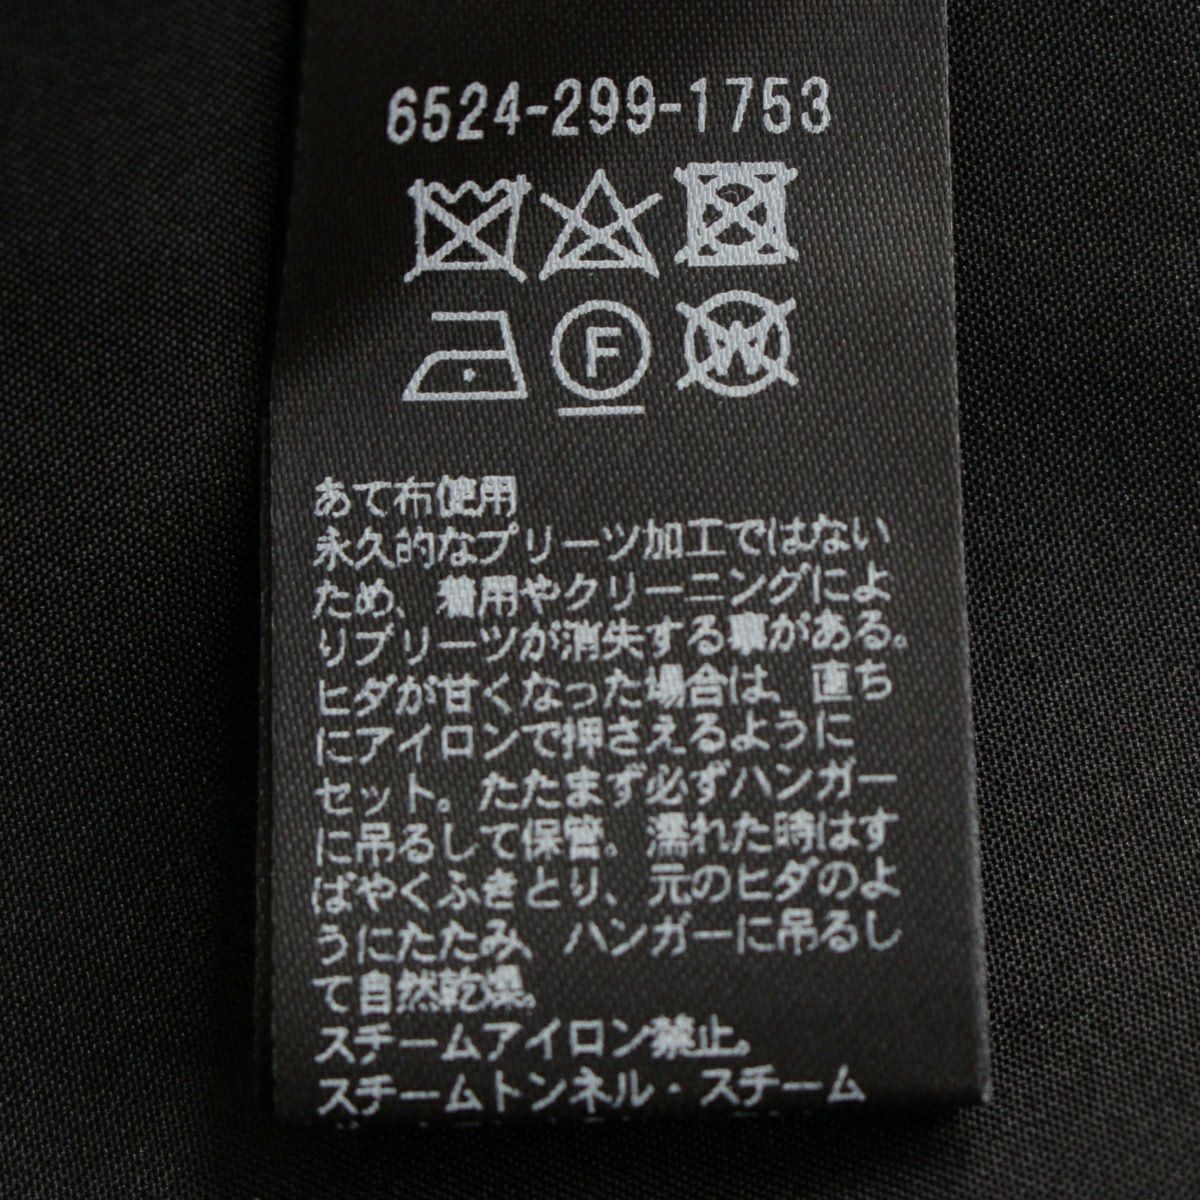 6524-299-1753
F
W
あて布使用
永久的なプリーツ加工ではない
ため、着用やクリーニングによ
りプリーツが消失する事がある。
ヒダが甘くなった場合は、直ち
にアイロンで押さえるように
セット。たたまず必ずハンガー
に吊るして保管。濡れた時はす
ばやくふきとり、元のヒダのよ
うにたたみ、ハンガーに吊るし
て自然乾燥。
スチームアイロン禁止。
スチームトンネル・スチーム